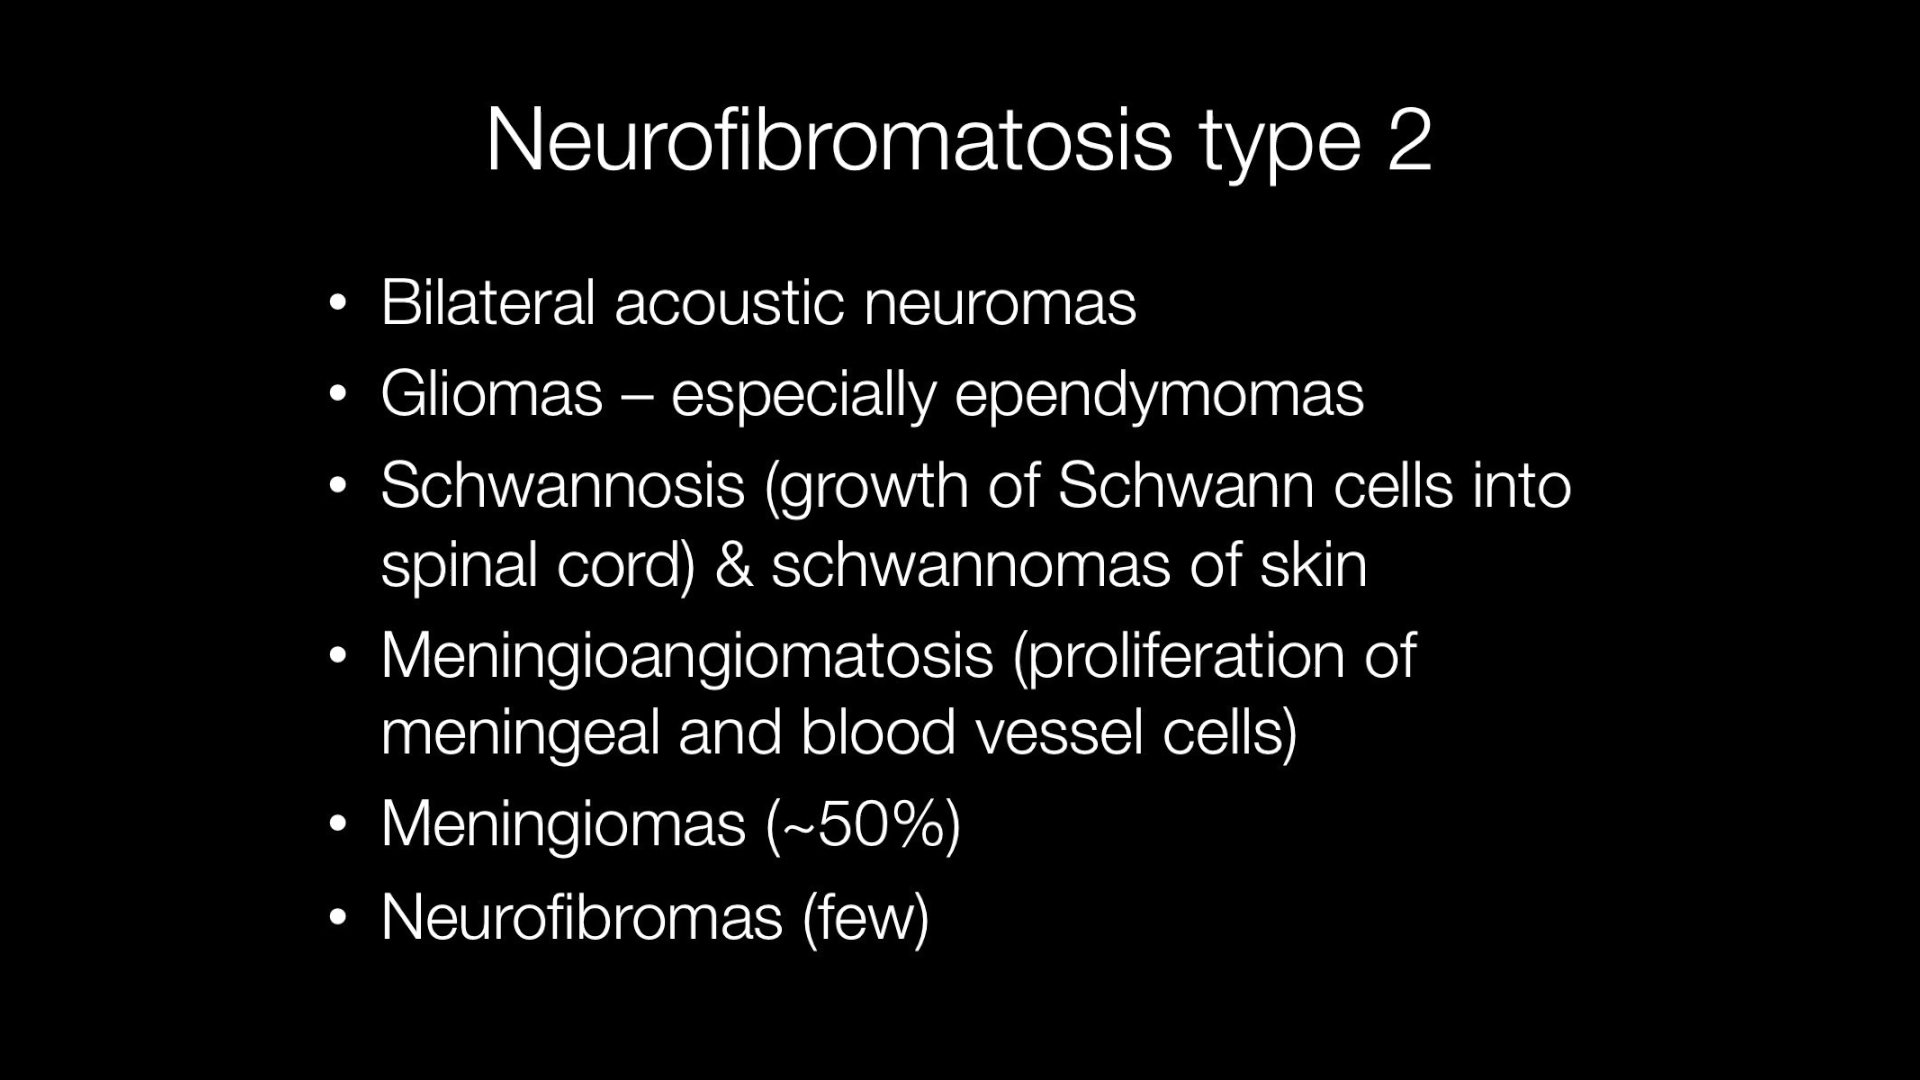 Neurofibromatosis type 2
• Bilateral acoustic neuromas
• Gliomas – especially ependymomas
• Schwannosis (growth of Schwann cells into
spinal cord) & schwannomas of skin
• Meningioangiomatosis (proliferation of
meningeal and blood vessel cells)
• Meningiomas (~50%)
• Neurofibromas (few)